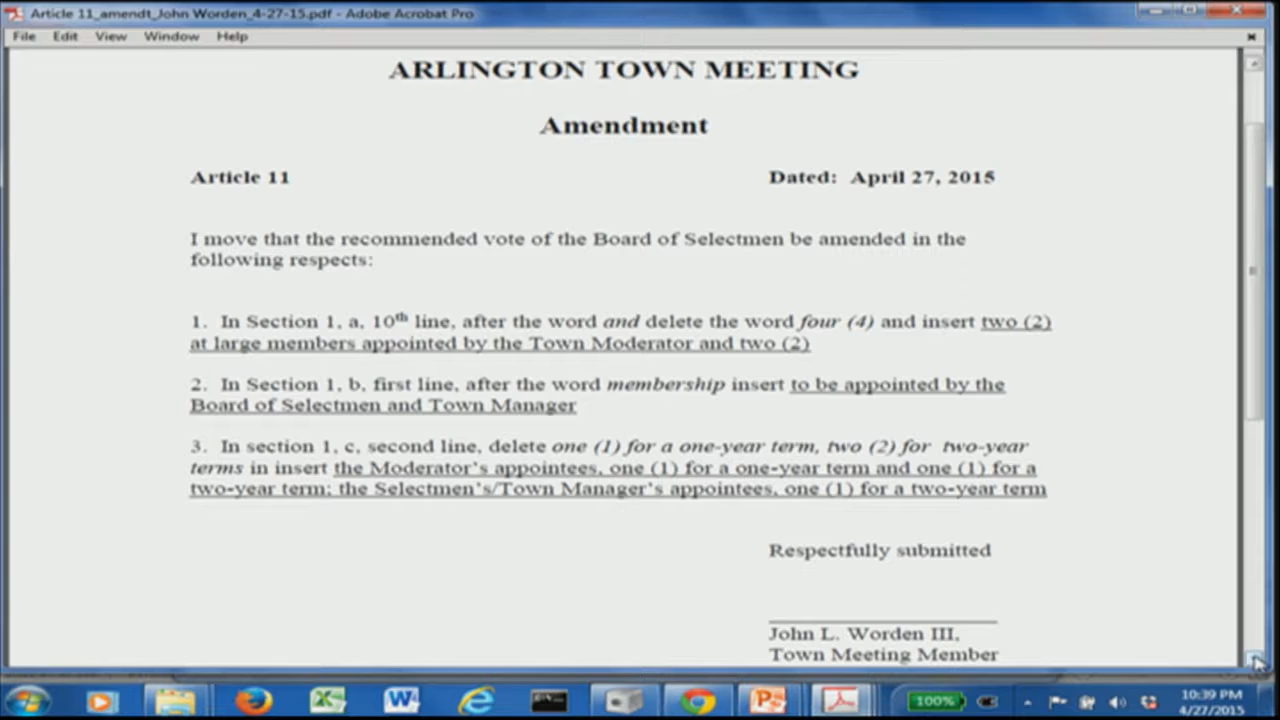 Article 11_amendt_John Worden_4-27-15.pdf - Adobe Acrobat Pro
File Edit View Window Help
ARLINGTON TOWN MEETING
Amendment
Article 11 Dated: April 27, 2015
I move that the recommended vote of the Board of Selectmen be amended in the
following respects:
1. In Section 1, a, 10th line, after the word and delete the word four (4) and insert two (2)
at large members appointed by the Town Moderator and two (2)
2. In Section 1, b, first line, after the word membership insert to be appointed by the
Board of Selectmen and Town Manager
3. In section 1, c, second line, delete one (1) for a one-year term, two (2) for two-year
terms in insert the Moderator's appointees, one (1) for a one-year term and one (1) for a
two-year term; the Selectmen's/Town Manager's appointees, one (1) for a two-year term
Respectfully submitted
John L. Worden III,
Town Meeting Member
100%
10:39 PM
4/27/2015